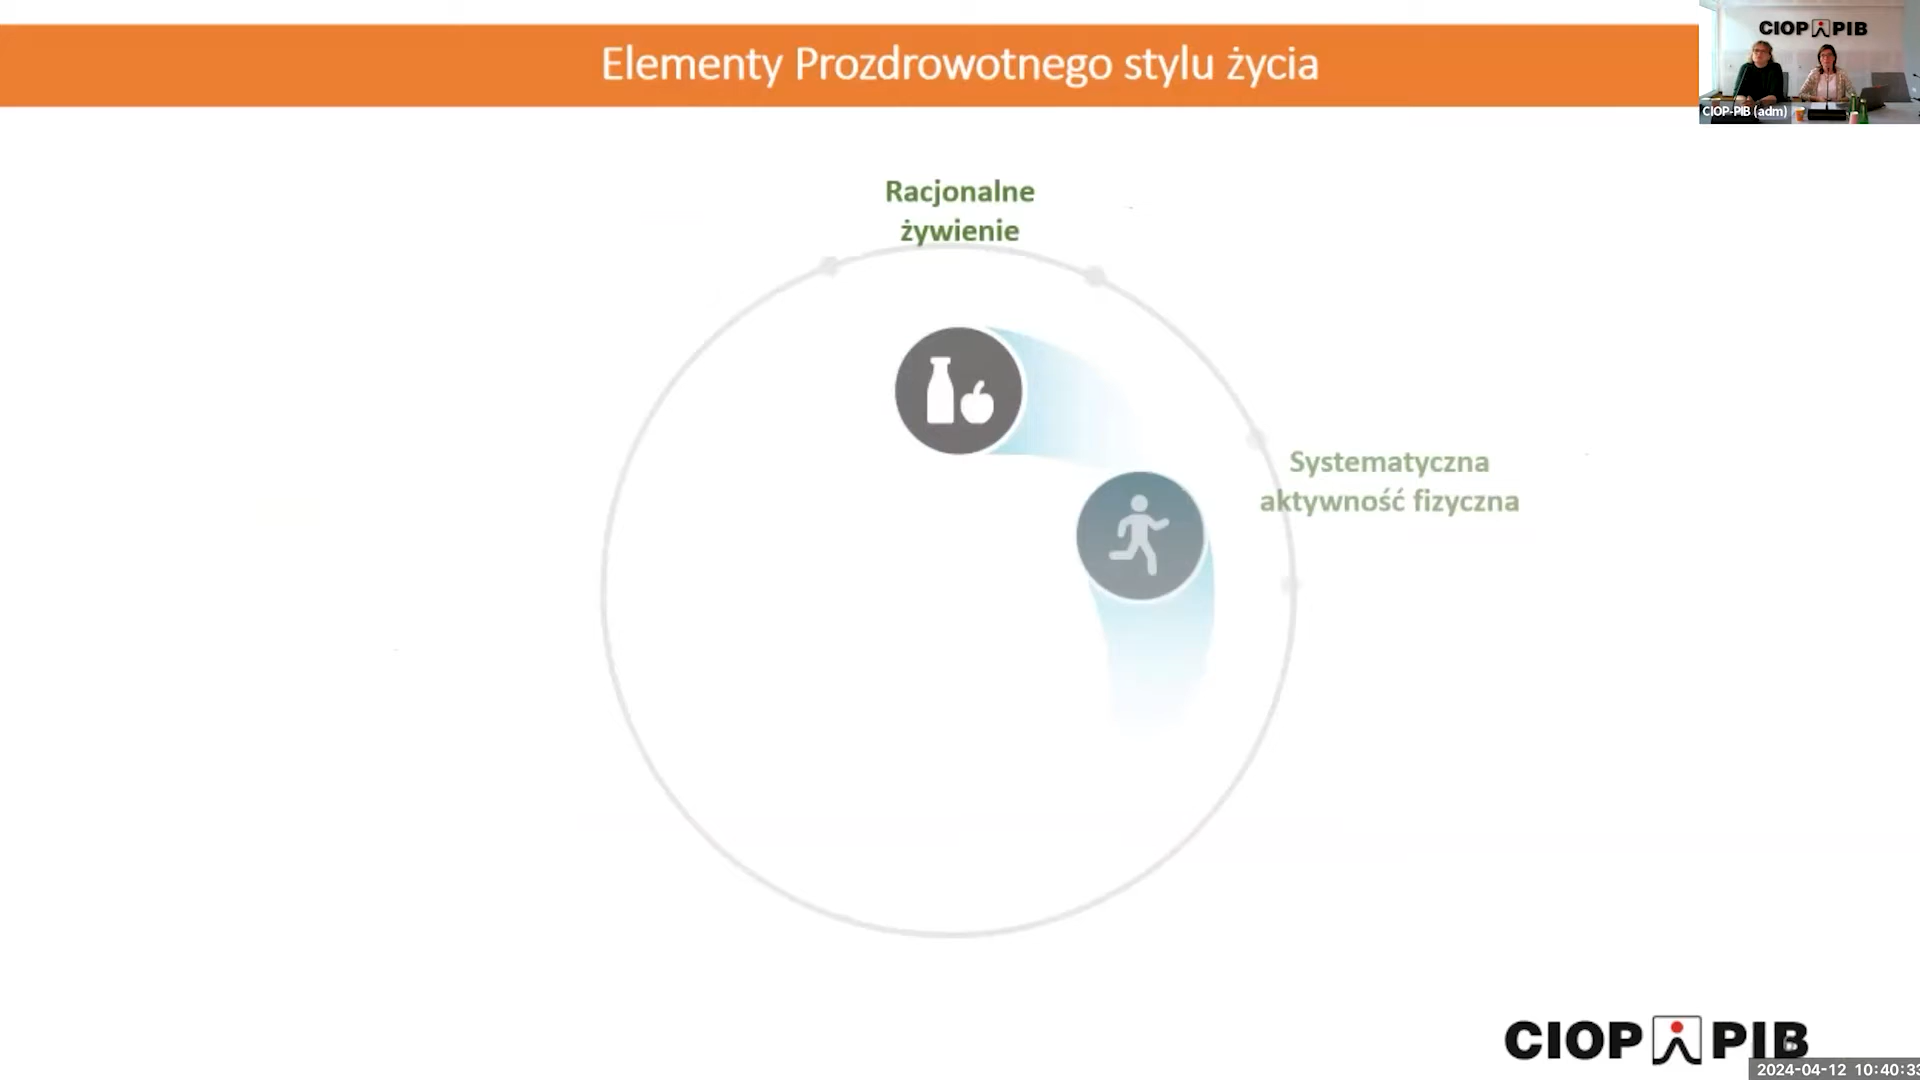 Elementy Prozdrowotnego stylu życia
CIOP PIB
CIOP-PIB (adm)
Racjonalne
żywienie
Systematyczna
aktywność fizyczna
CIOP PIB
2024-04-12 10:40:33